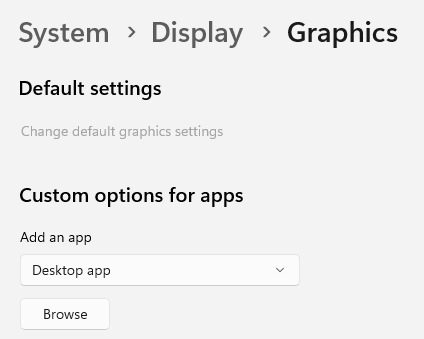 System > Display > Graphics
Default settings
Change default graphics settings
Custom options for apps
Add an app
Desktop app
Browse